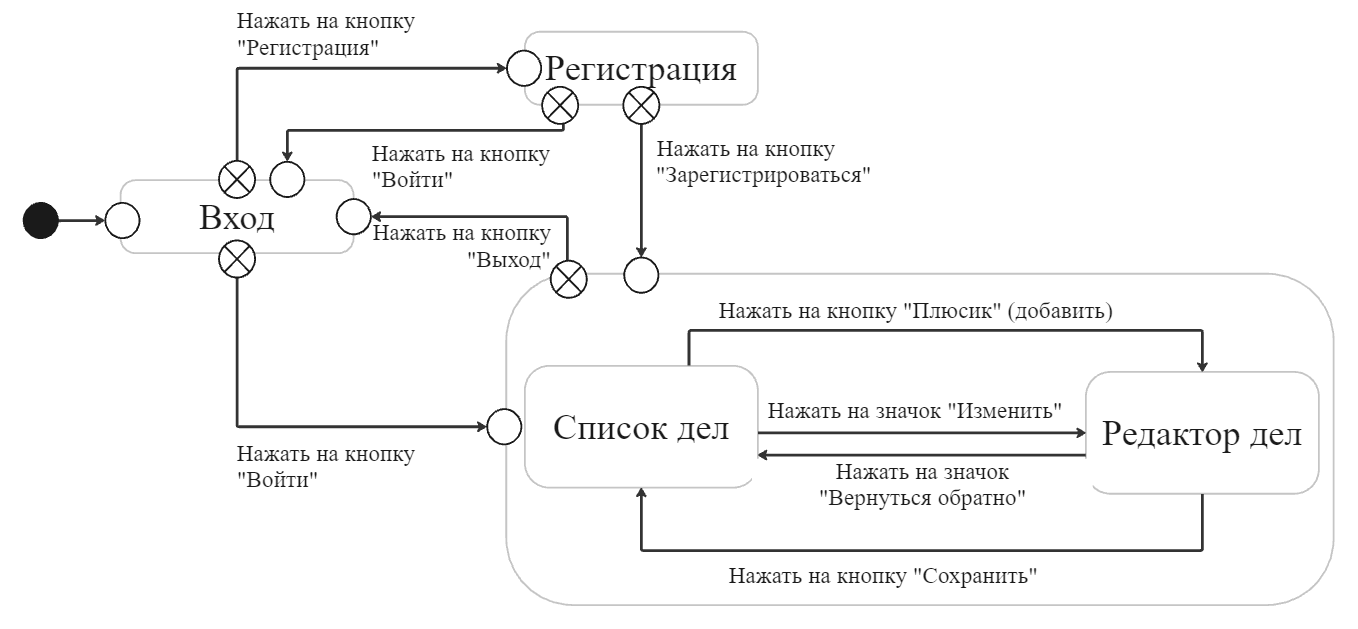 Нажать на кнопку
"Регистрация"
Регистрация
Нажать на кнопку
"Войти"
Нажать на кнопку
"Зарегистрироваться"
Вход
Нажать на кнопку
"Выход"
Нажать на кнопку "Плюсик" (добавить)
Список дел
Нажать на значок "Изменить"
Редактор дел
Нажать на значок
"Вернуться обратно"
Нажать на кнопку
"Войти"
Нажать на кнопку "Сохранить"